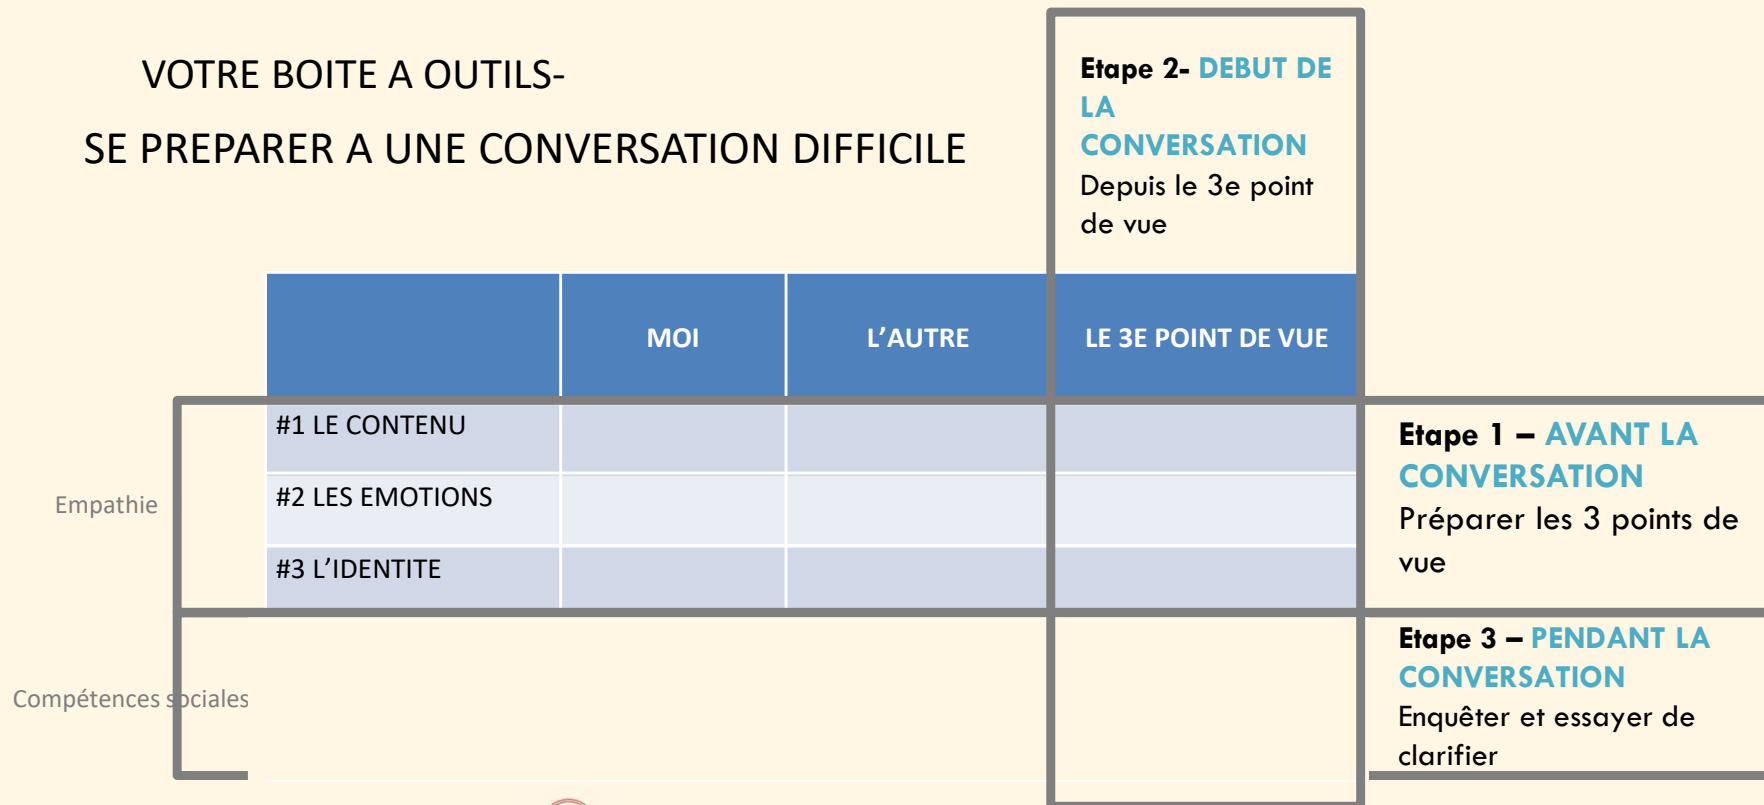 VOTRE BOITE A OUTILS-
SE PREPARER A UNE CONVERSATION DIFFICILE
Etape 2- DEBUT DE
LA
CONVERSATION
Depuis le 3e point
de vue
MOI
L’AUTRE
LE 3E POINT DE VUE
#1 LE CONTENU
#2 LES EMOTIONS
#3 L’IDENTITE
Empathie
Etape 1 – AVANT LA
CONVERSATION
Préparer les 3 points de
vue
Compétences sociales
Etape 3 – PENDANT LA
CONVERSATION
Enquêter et essayer de
clarifier